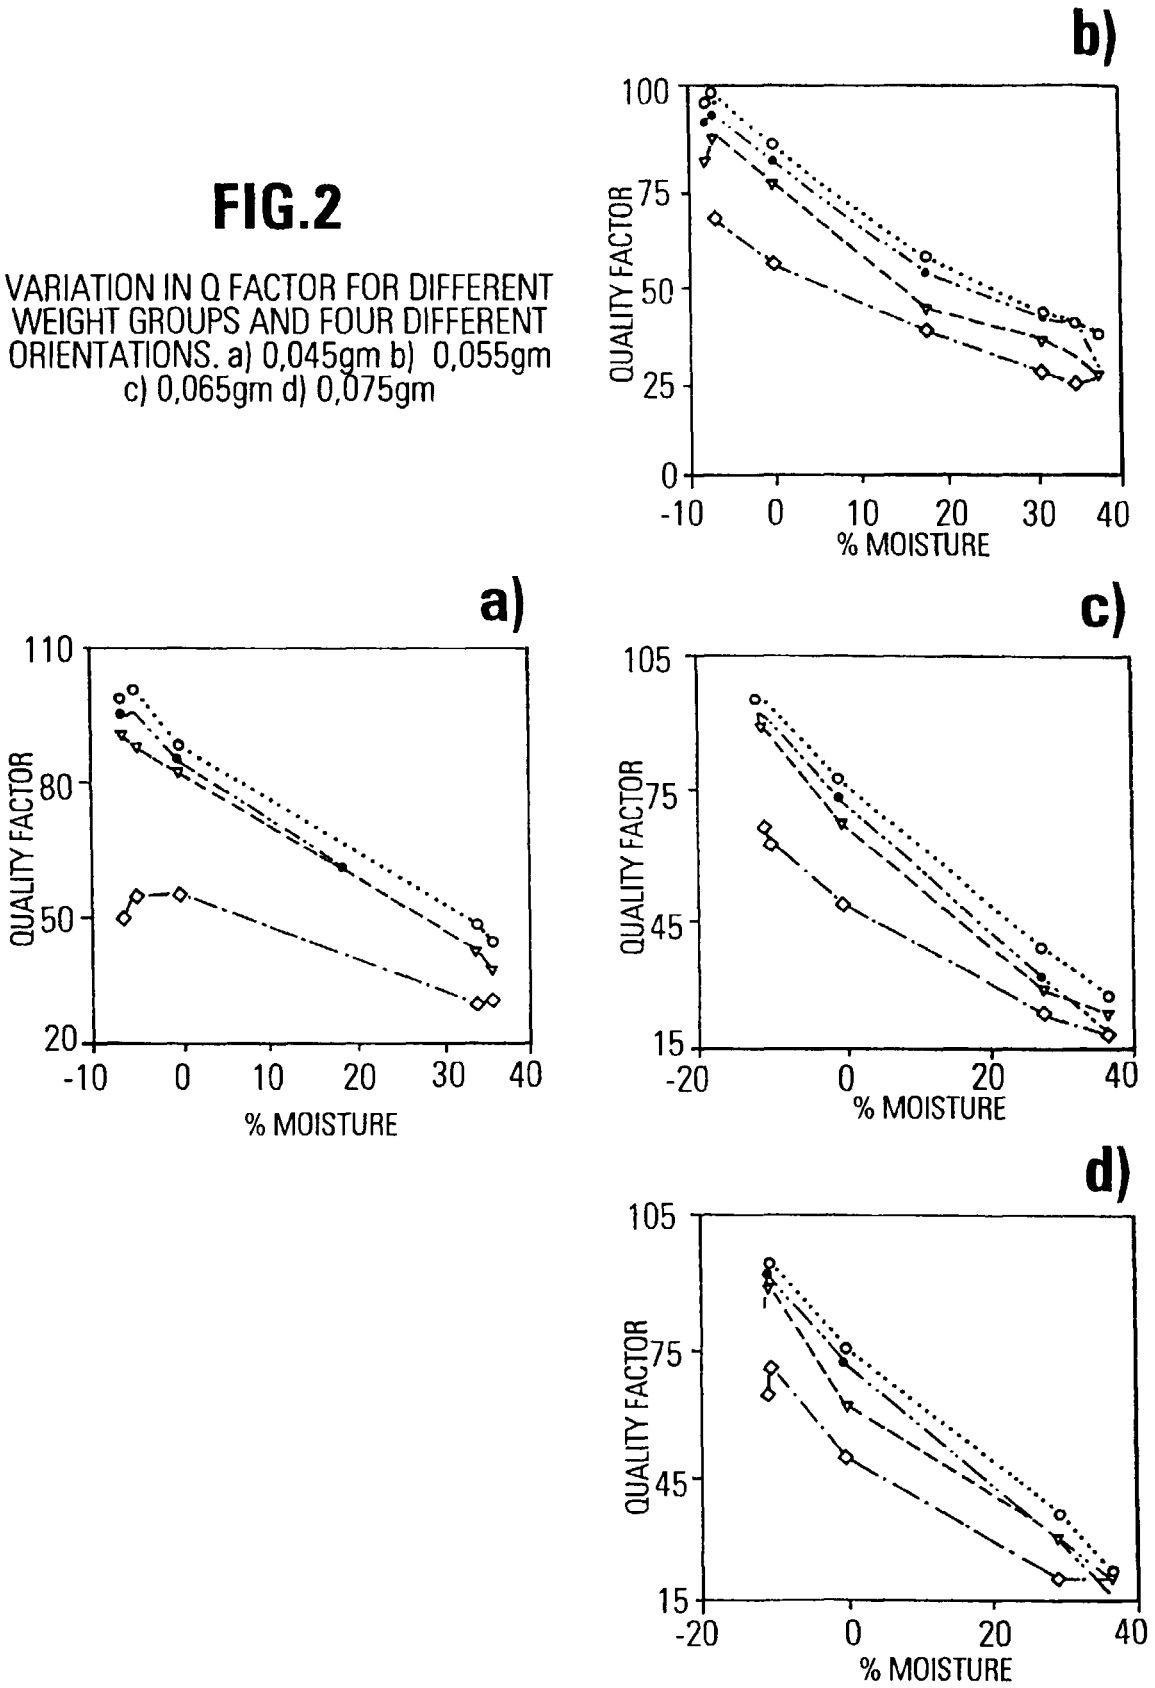 FIG.2
VARIATION IN Q FACTOR FOR DIFFERENT
WEIGHT GROUPS AND FOUR DIFFERENT
ORIENTATIONS. a) 0,045gm b) 0,055gm
c) 0,065gm d) 0,075gm
b)
100
75
50
25
0
QUALITY FACTOR
-10 0 10 20 30 40
% MOISTURE
a)
110
80
50
20
QUALITY FACTOR
-10 0 10 20 30 40
% MOISTURE
c)
105
75
45
15
QUALITY FACTOR
-20 0 20 40
% MOISTURE
d)
105
75
45
15
QUALITY FACTOR
-20 0 20 40
% MOISTURE